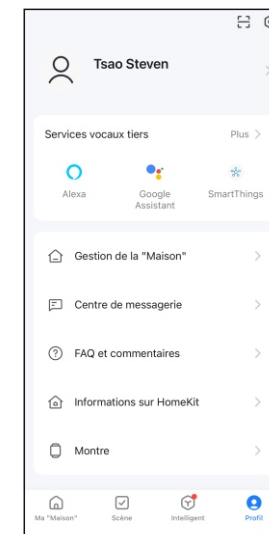 Tsao Steven
Services vocaux tiers
Plus
Alexa
Google
Assistant
SmartThings
Gestion de la "Maison"
Centre de messagerie
FAQ et commentaires
Informations sur HomeKit
Montre
Ma "Maison"
Scène
Intelligent
Profil